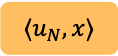 ⟨u_N, x⟩